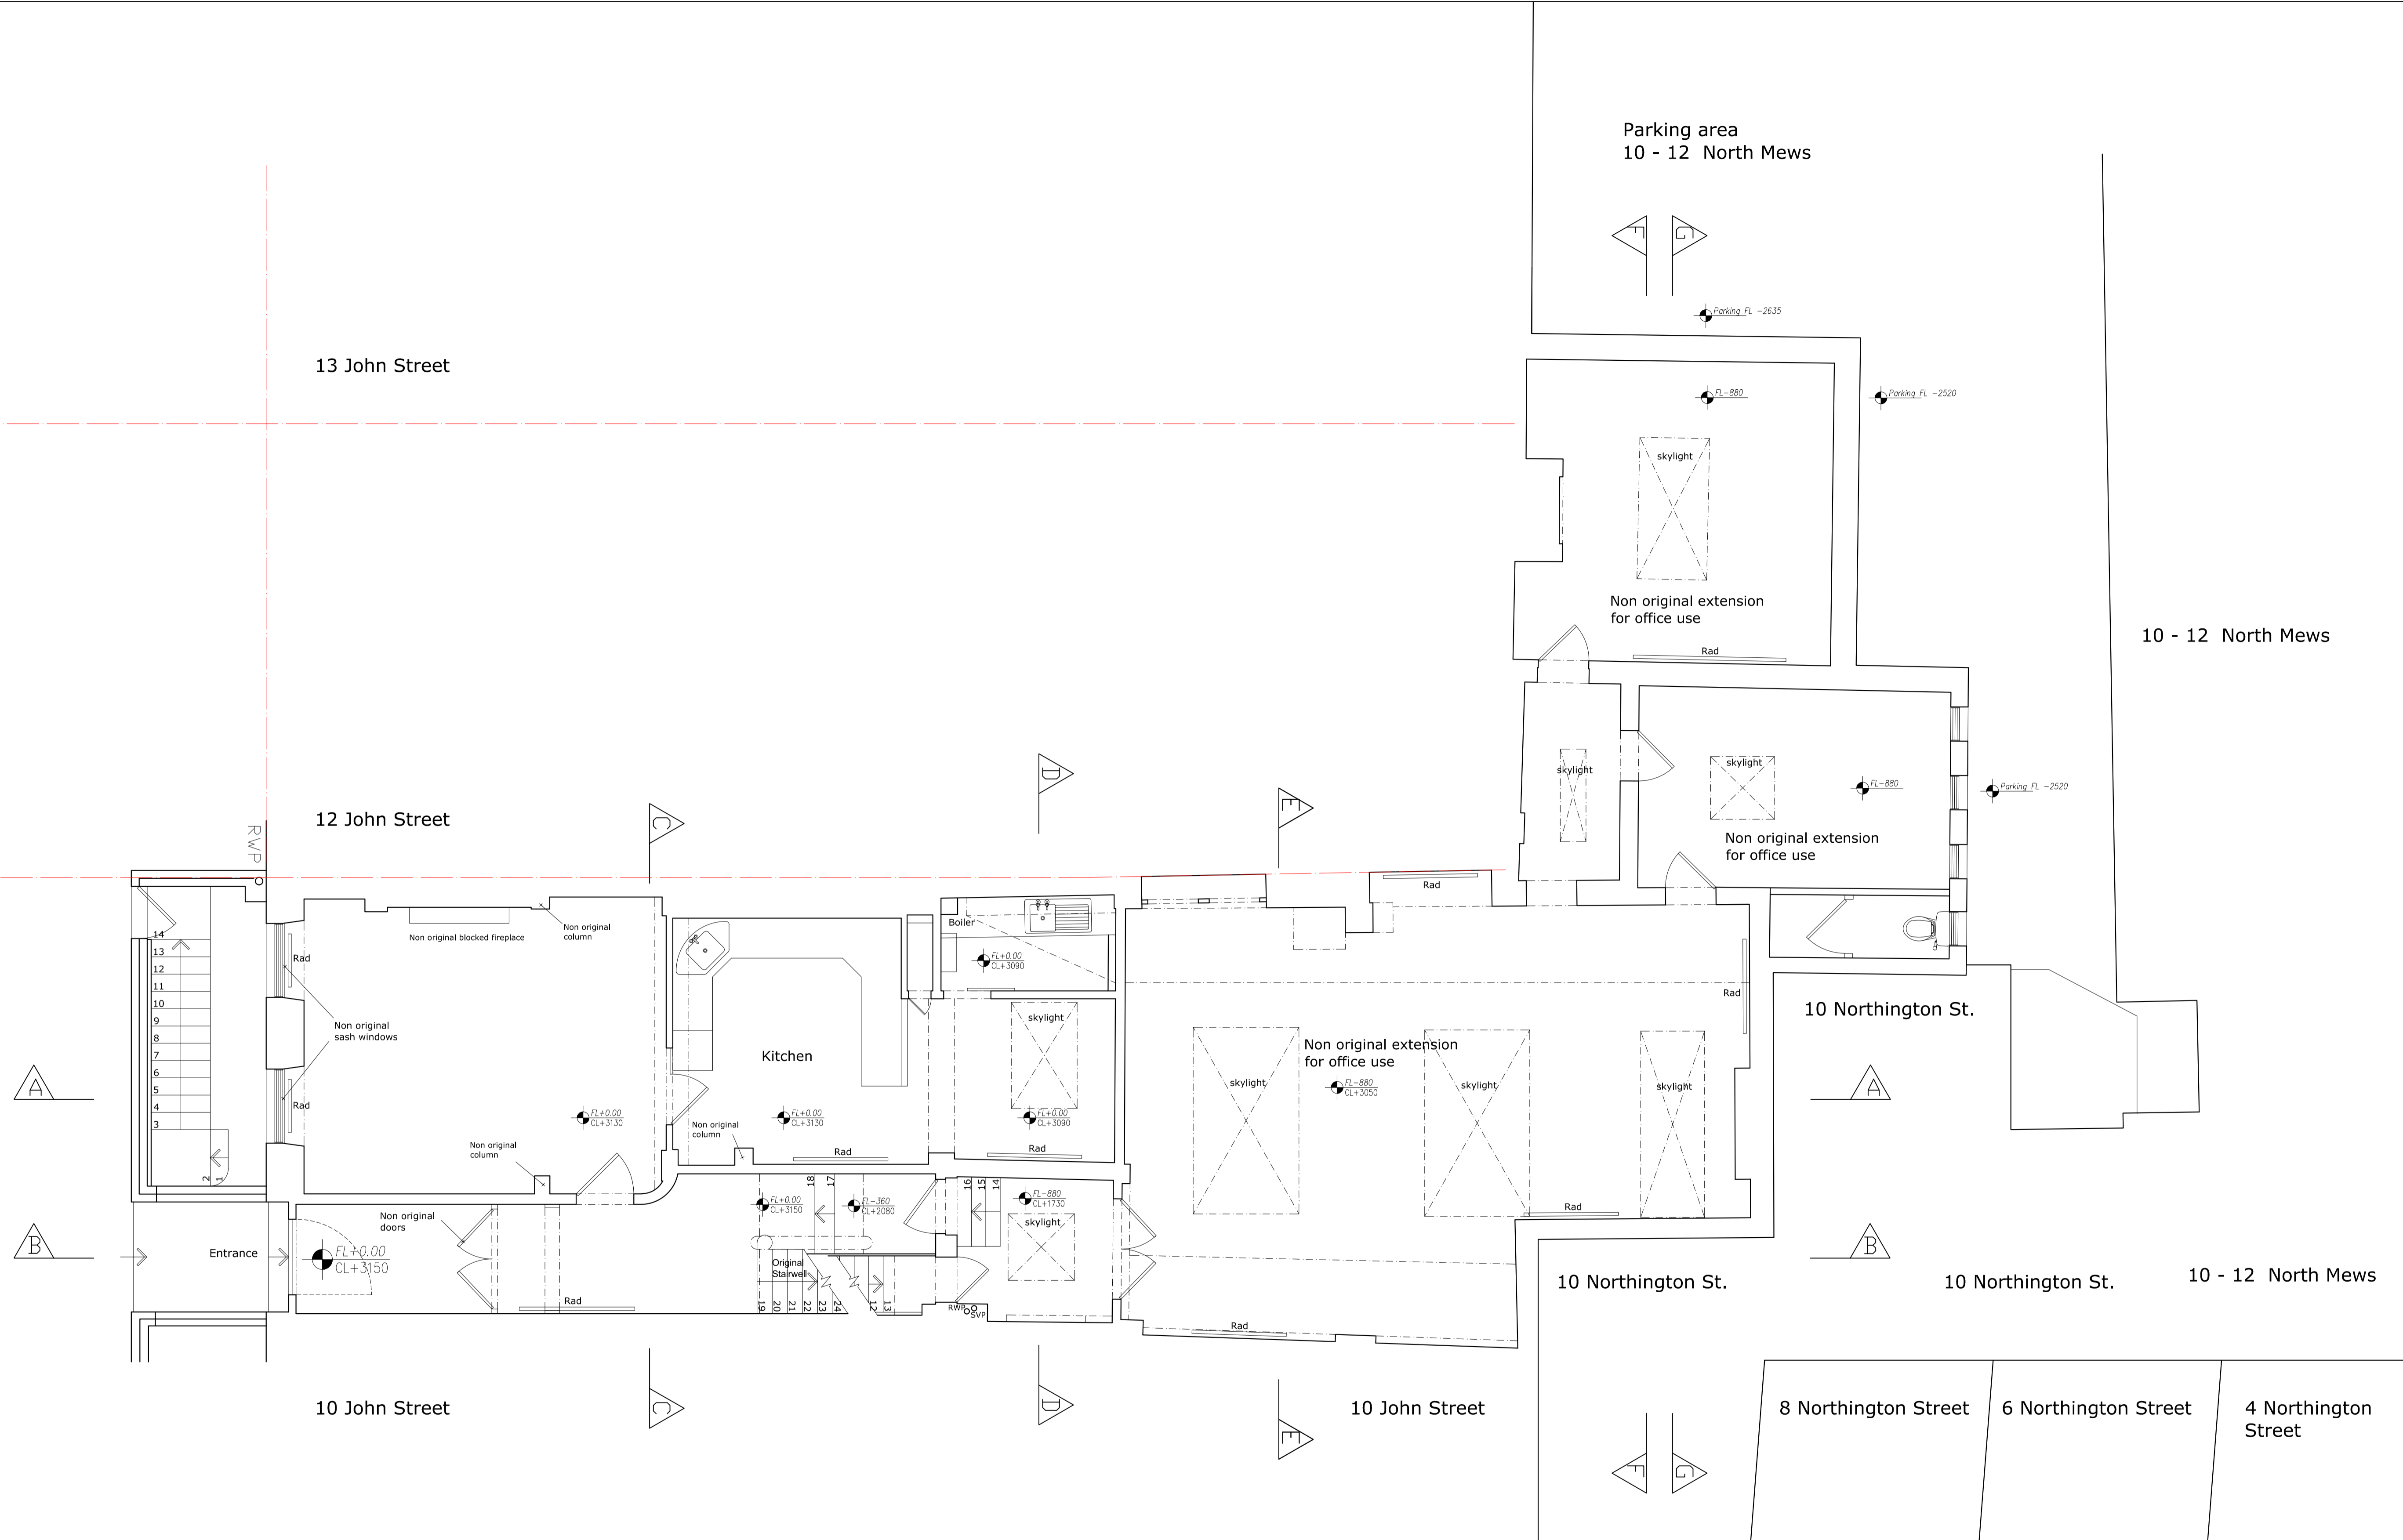 Parking area
10 - 12  North Mews
F
G
Parking FL -2635
13 John Street
FL-880
Parking FL -2520
skylight
Non original extension
for office use
Rad
10 - 12  North Mews
D
skylight
skylight
FL-880
Parking FL -2520
E
12 John Street
C
RWP
Non original extension
for office use
Rad
Boiler
Non original
column
Non original blocked fireplace
14
13
12
11
10
9
8
7
6
5
4
3
2
1
Rad
FL+0.00
CL+3090
Rad
10 Northington St.
Non original
sash windows
skylight
Kitchen
Non original extension
for office use
skylight
FL-880
CL+3050
skylight
skylight
A
A
Rad
FL+0.00
CL+3130
FL+0.00
CL+3130
FL+0.00
CL+3090
Non original
column
Non original
column
Rad
Rad
18
17
16
15
14
FL+0.00
CL+3150
FL-360
CL+2080
FL-880
CL+1730
Rad
Non original
doors
skylight
B
B
Entrance
FL+0.00
CL+3150
Original
Stairwell
10 Northington St.
10 Northington St.
10 - 12  North Mews
Rad
19
20
21
22
23
24
12
13
RWP
SVP
Rad
10 John Street
C
D
E
10 John Street
8 Northington Street
6 Northington Street
4 Northington
Street
F
G